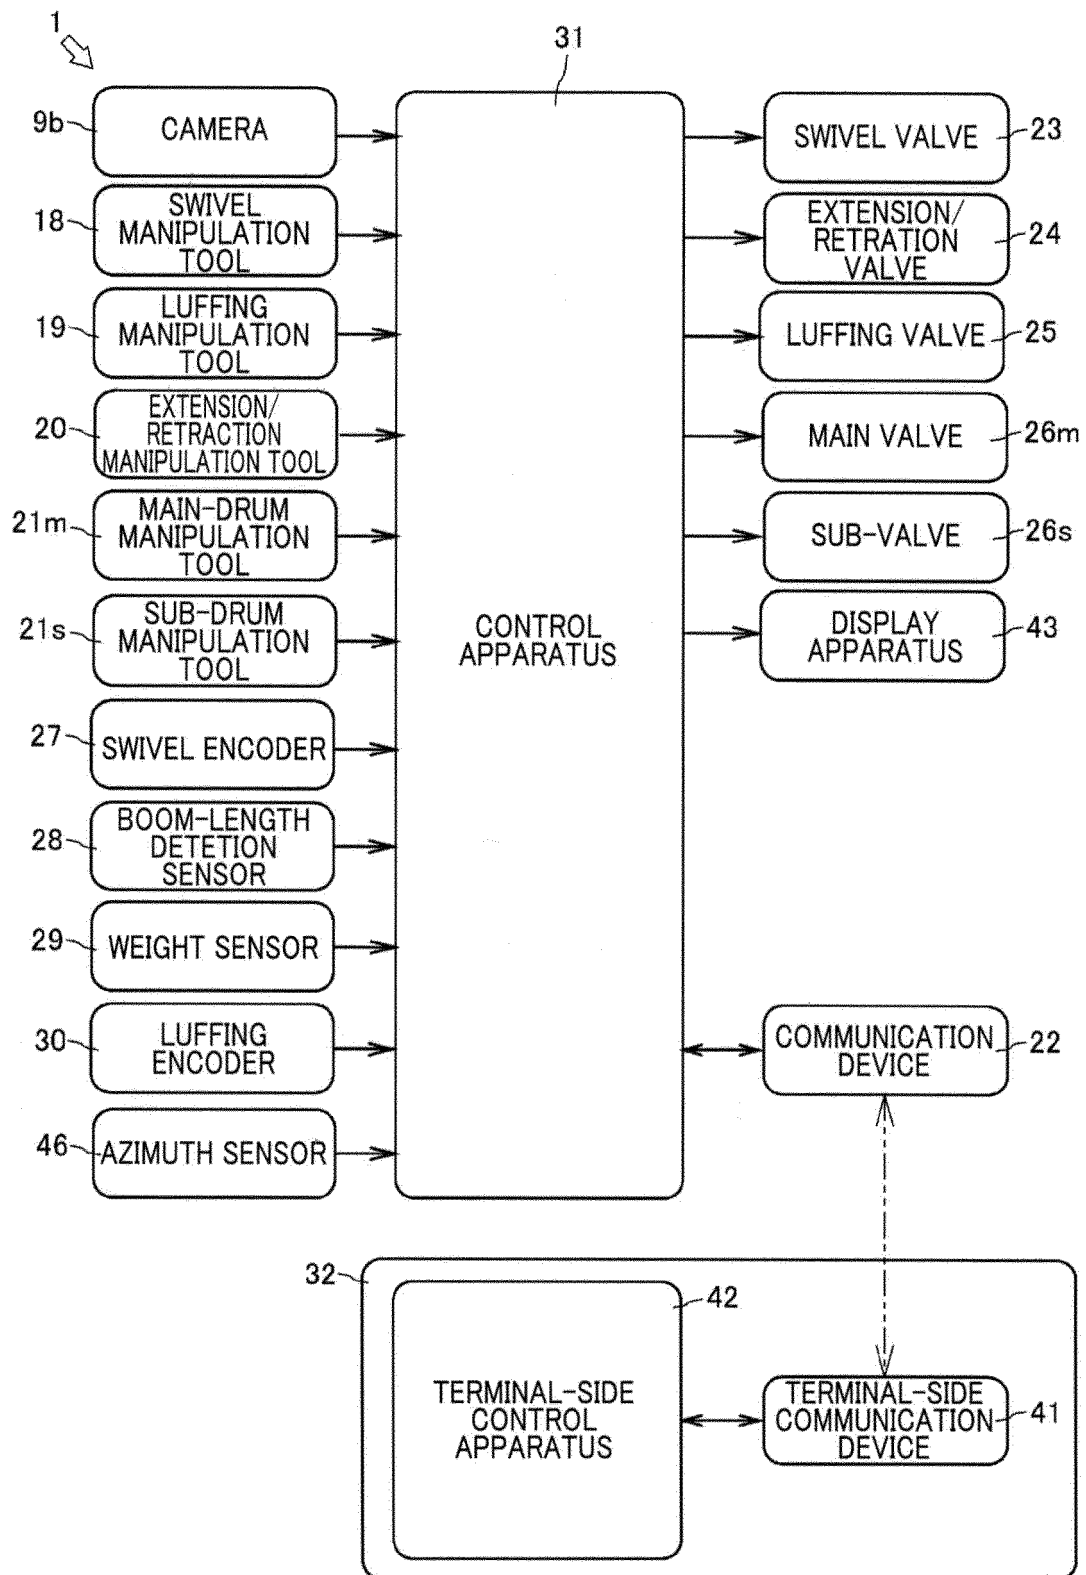 1
31
9b
CAMERA
18
SWIVEL
MANIPULATION
TOOL
19
LUFFING
MANIPULATION
TOOL
20
EXTENSION/
RETRACTION
MANIPULATION TOOL
21m
MAIN-DRUM
MANIPULATION
TOOL
21s
SUB-DRUM
MANIPULATION
TOOL
27
SWIVEL ENCODER
28
BOOM-LENGTH
DETETION
SENSOR
29
WEIGHT SENSOR
30
LUFFING
ENCODER
46
AZIMUTH SENSOR
CONTROL
APPARATUS
SWIVEL VALVE
23
EXTENSION/
RETRATION
VALVE
24
LUFFING VALVE
25
MAIN VALVE
26m
SUB-VALVE
26s
DISPLAY
APPARATUS
43
COMMUNICATION
DEVICE
22
32
42
TERMINAL-SIDE
CONTROL
APPARATUS
TERMINAL-SIDE
COMMUNICATION
DEVICE
41